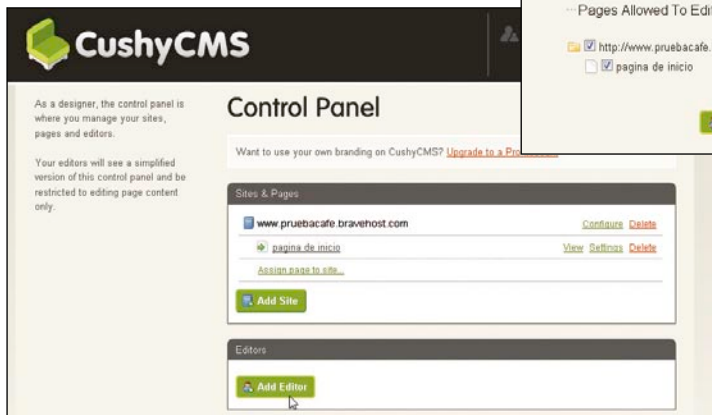 CushyCMS
Pages Allowed To
http://www.pruebacafe.
pagina de inicio
As a designer, the control panel is
where you manage your sites,
pages and editors.
Your editors will see a simplified
version of this control panel and be
restricted to editing page content
only.
Control Panel
Want to use your own branding on CushyCMS? Upgrade to a
Sites & Pages
www.pruebacafe.bravehost.com
Configure Delete
pagina de inicio
View Settings Delete
Assign page to site...
Add Site
Editors
Add Editor